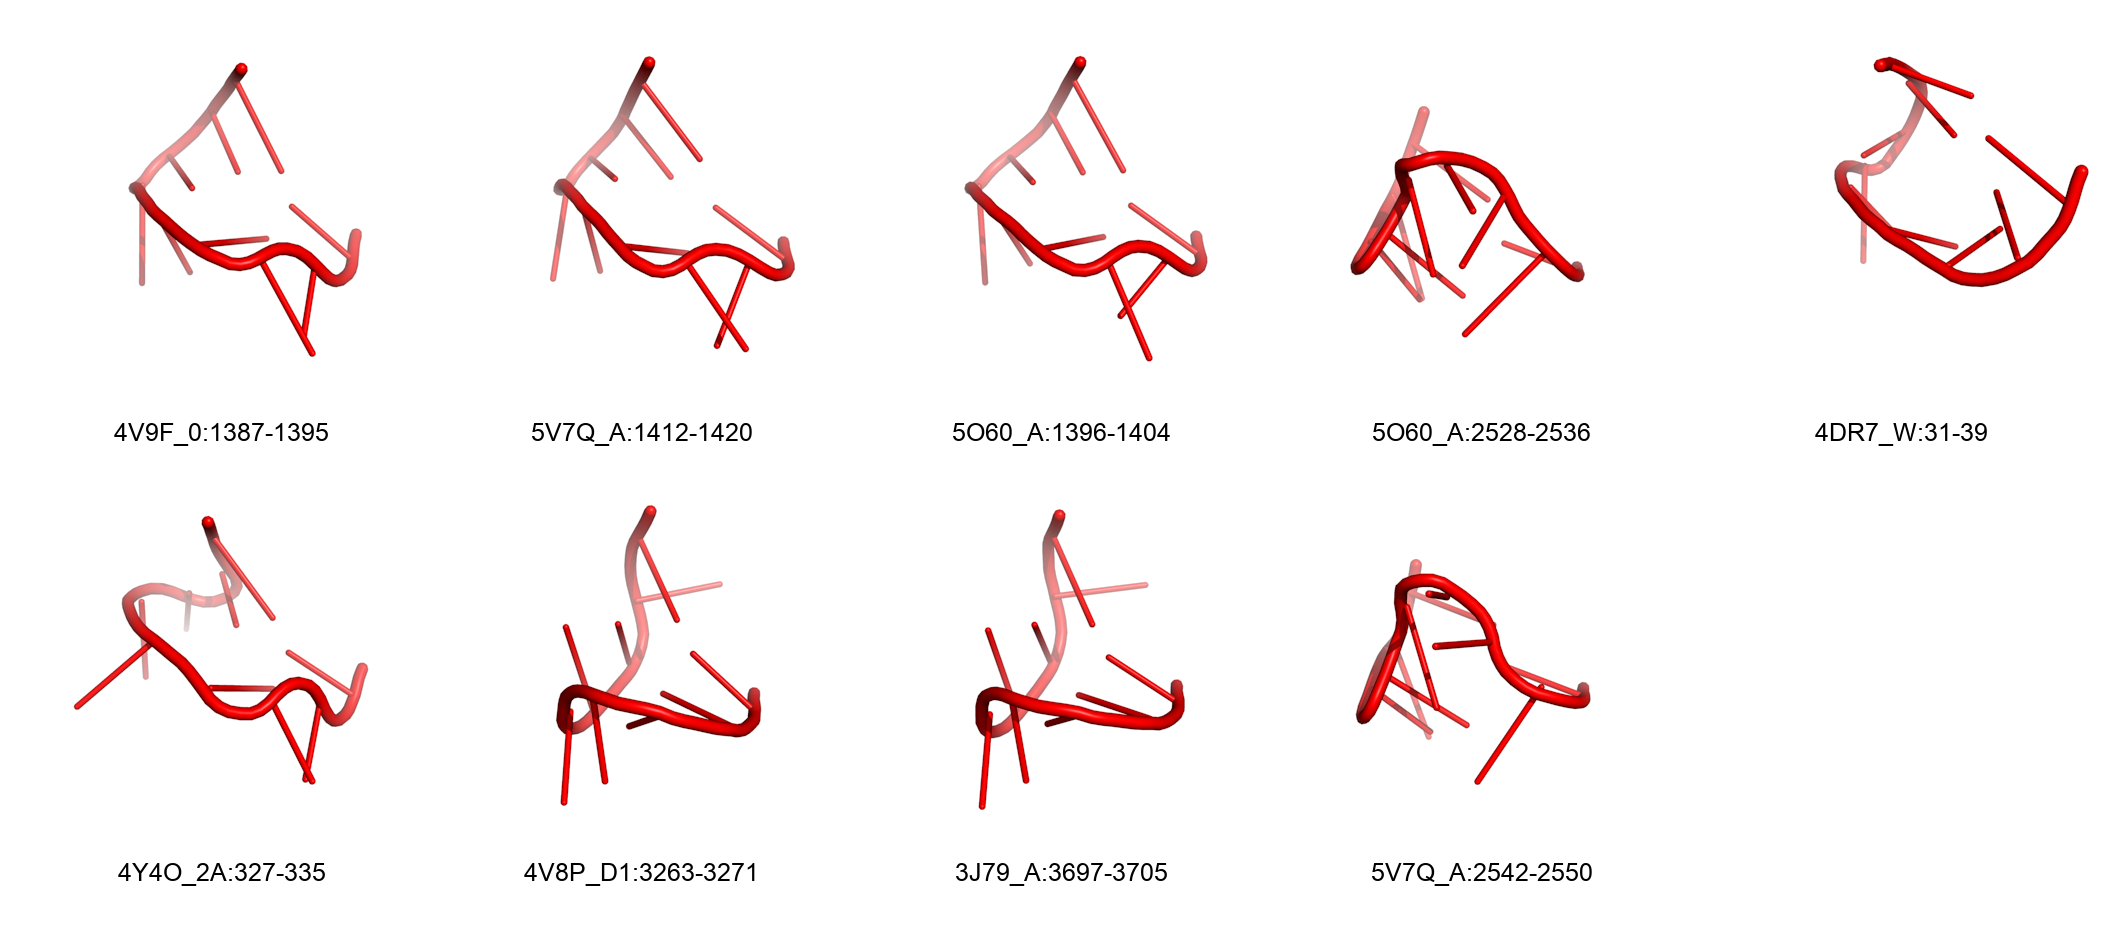 4V9F_0:1387-1395
5V7Q_A:1412-1420
5O60_A:1396-1404
5O60_A:2528-2536
4DR7_W:31-39
4Y4O_2A:327-335
4V8P_D1:3263-3271
3J79_A:3697-3705
5V7Q_A:2542-2550